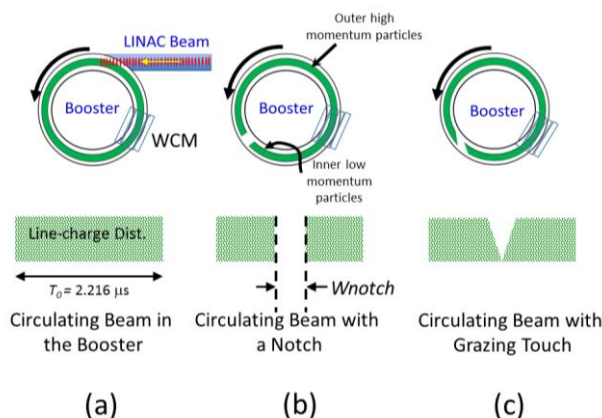 LINAC Beam
Booster
WCM
Line-charge Dist.
T0 = 2.216 μs
Circulating Beam in
the Booster
(a)
Outer high
momentum particles
Booster
Inner low
momentum
particles
Wnotch
Circulating Beam with
a Notch
(b)
Booster
Circulating Beam with
Grazing Touch
(c)